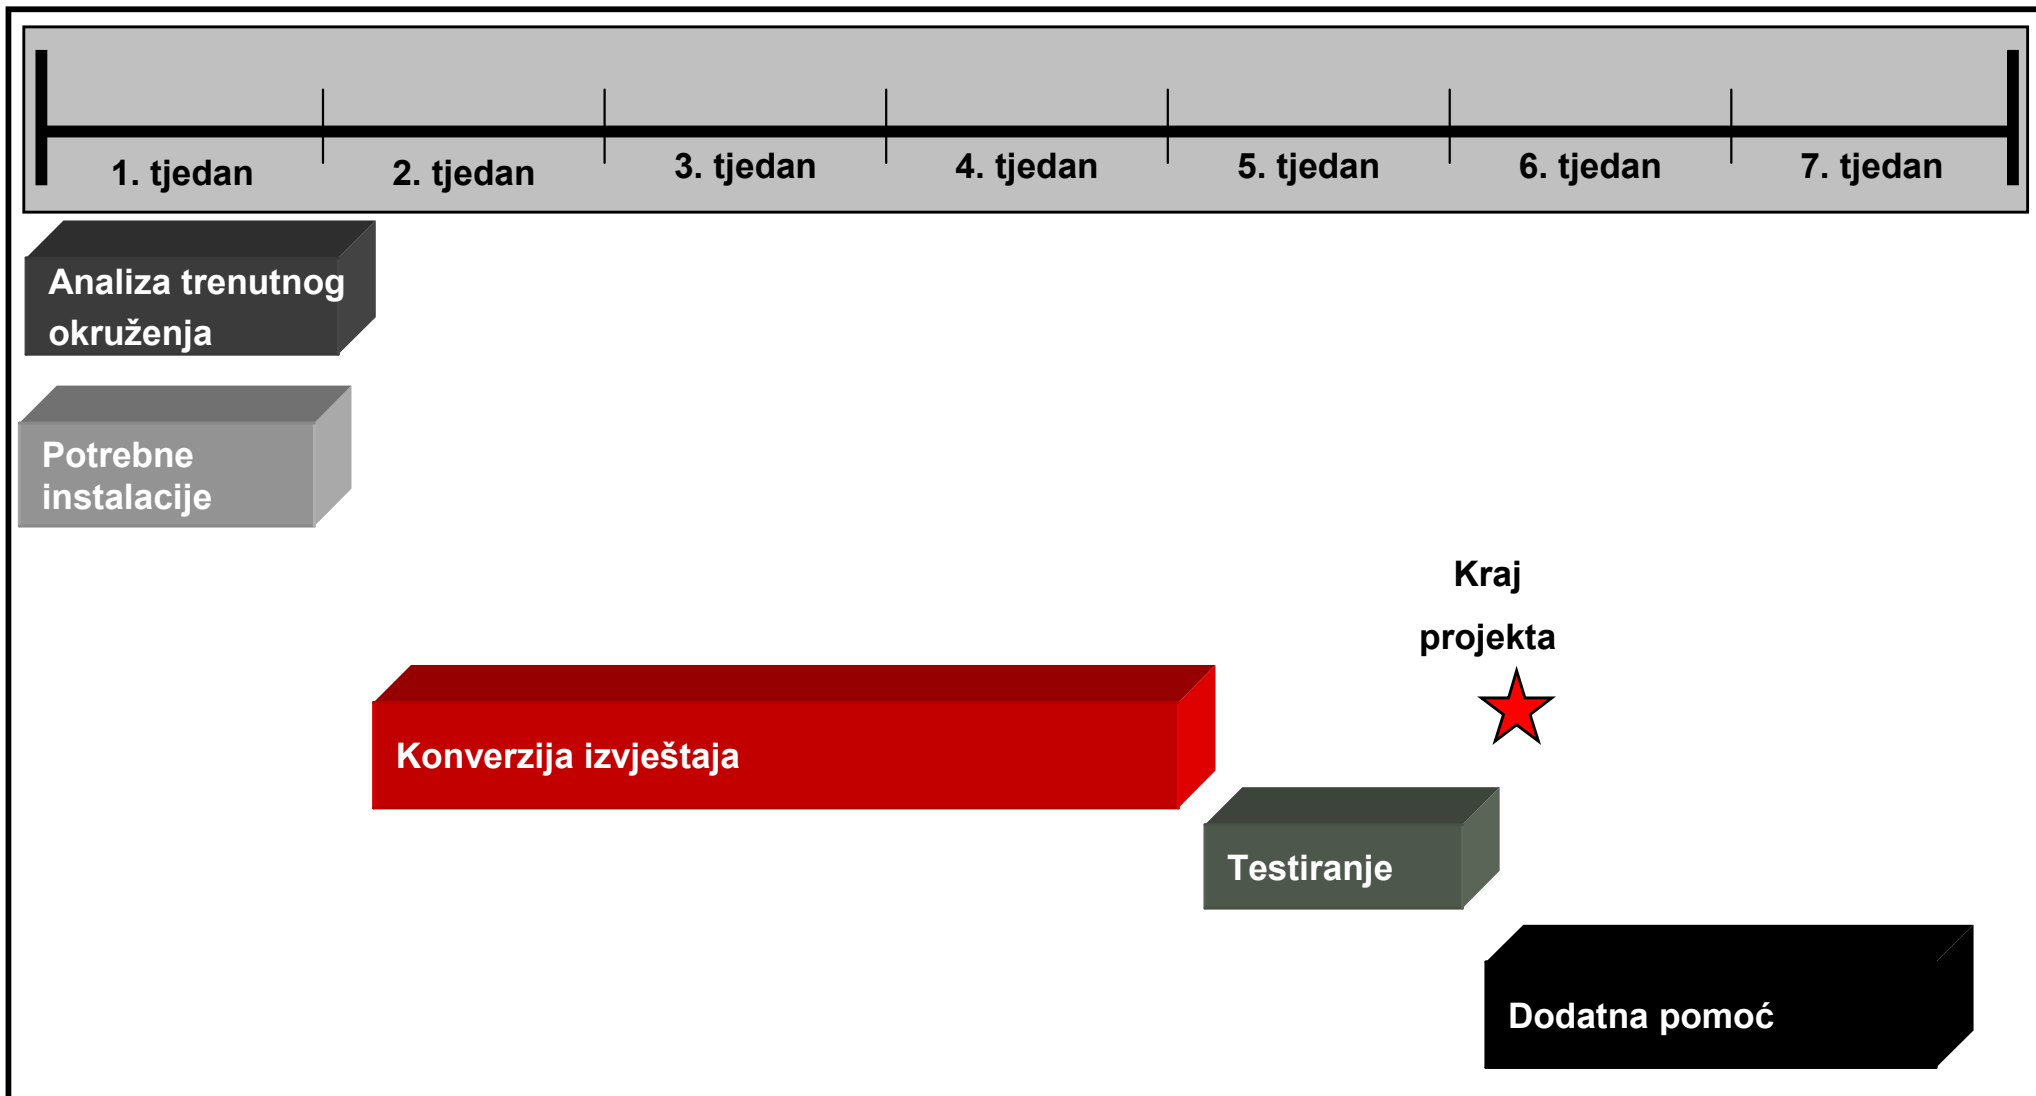 1. tjedan
2. tjedan
3. tjedan
4. tjedan
5. tjedan
6. tjedan
7. tjedan
Analiza trenutnog
okruženja
Potrebne
instalacije
Kraj
projekta
Konverzija izvještaja
Testiranje
Dodatna pomoć